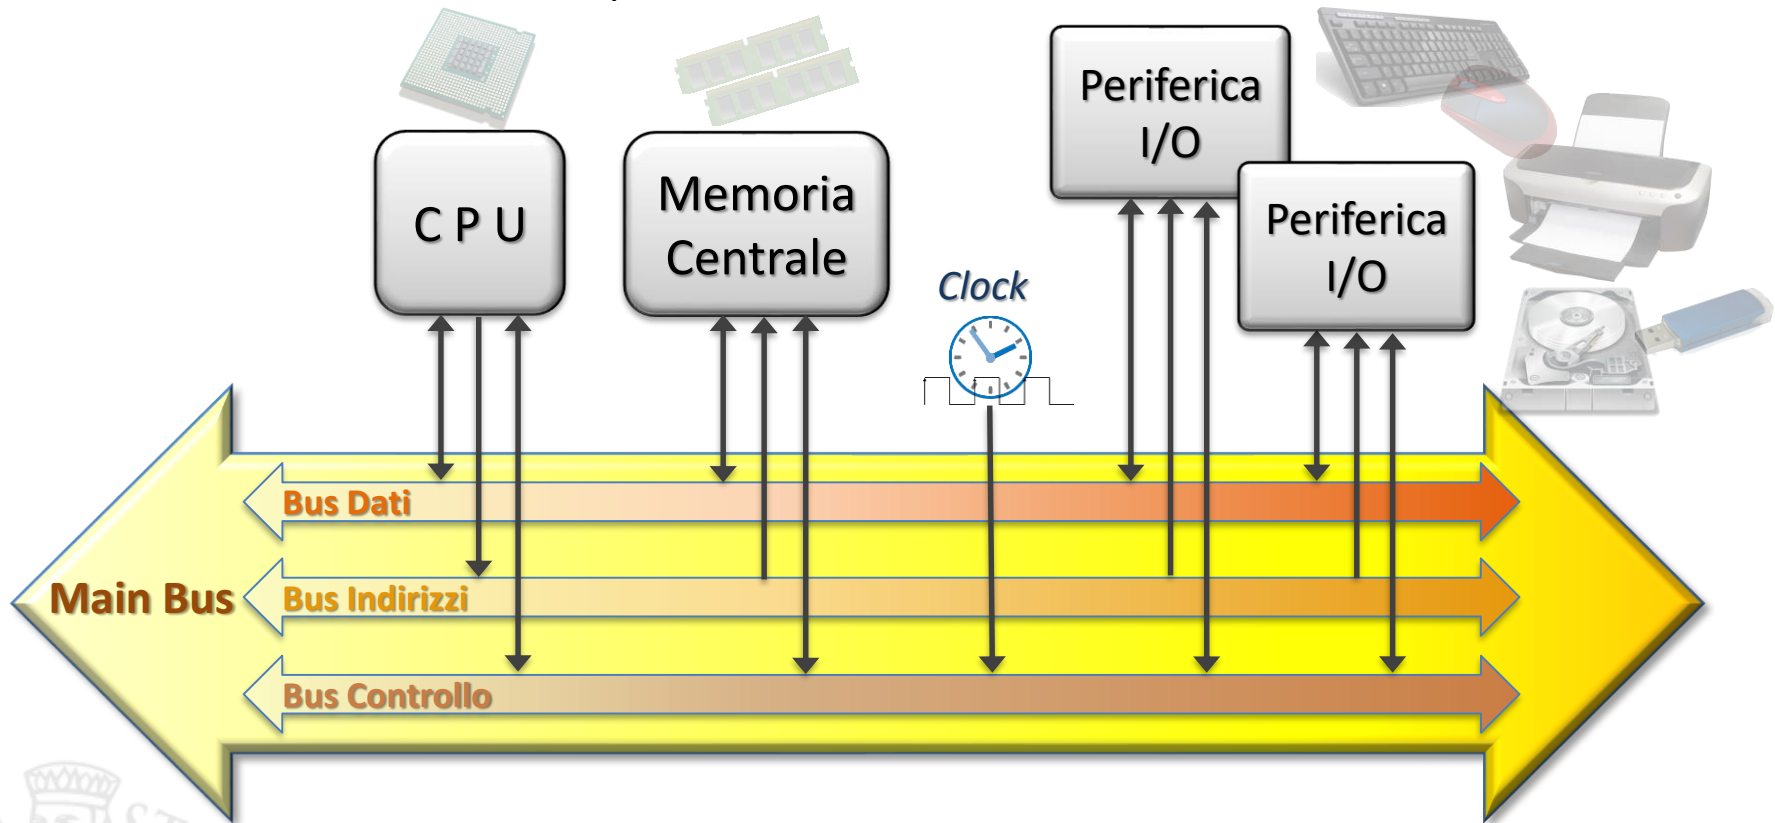 C P U
Memoria
Centrale
Periferica
I/O
Periferica
I/O
Clock
Bus Dati
Main Bus
Bus Indirizzi
Bus Controllo